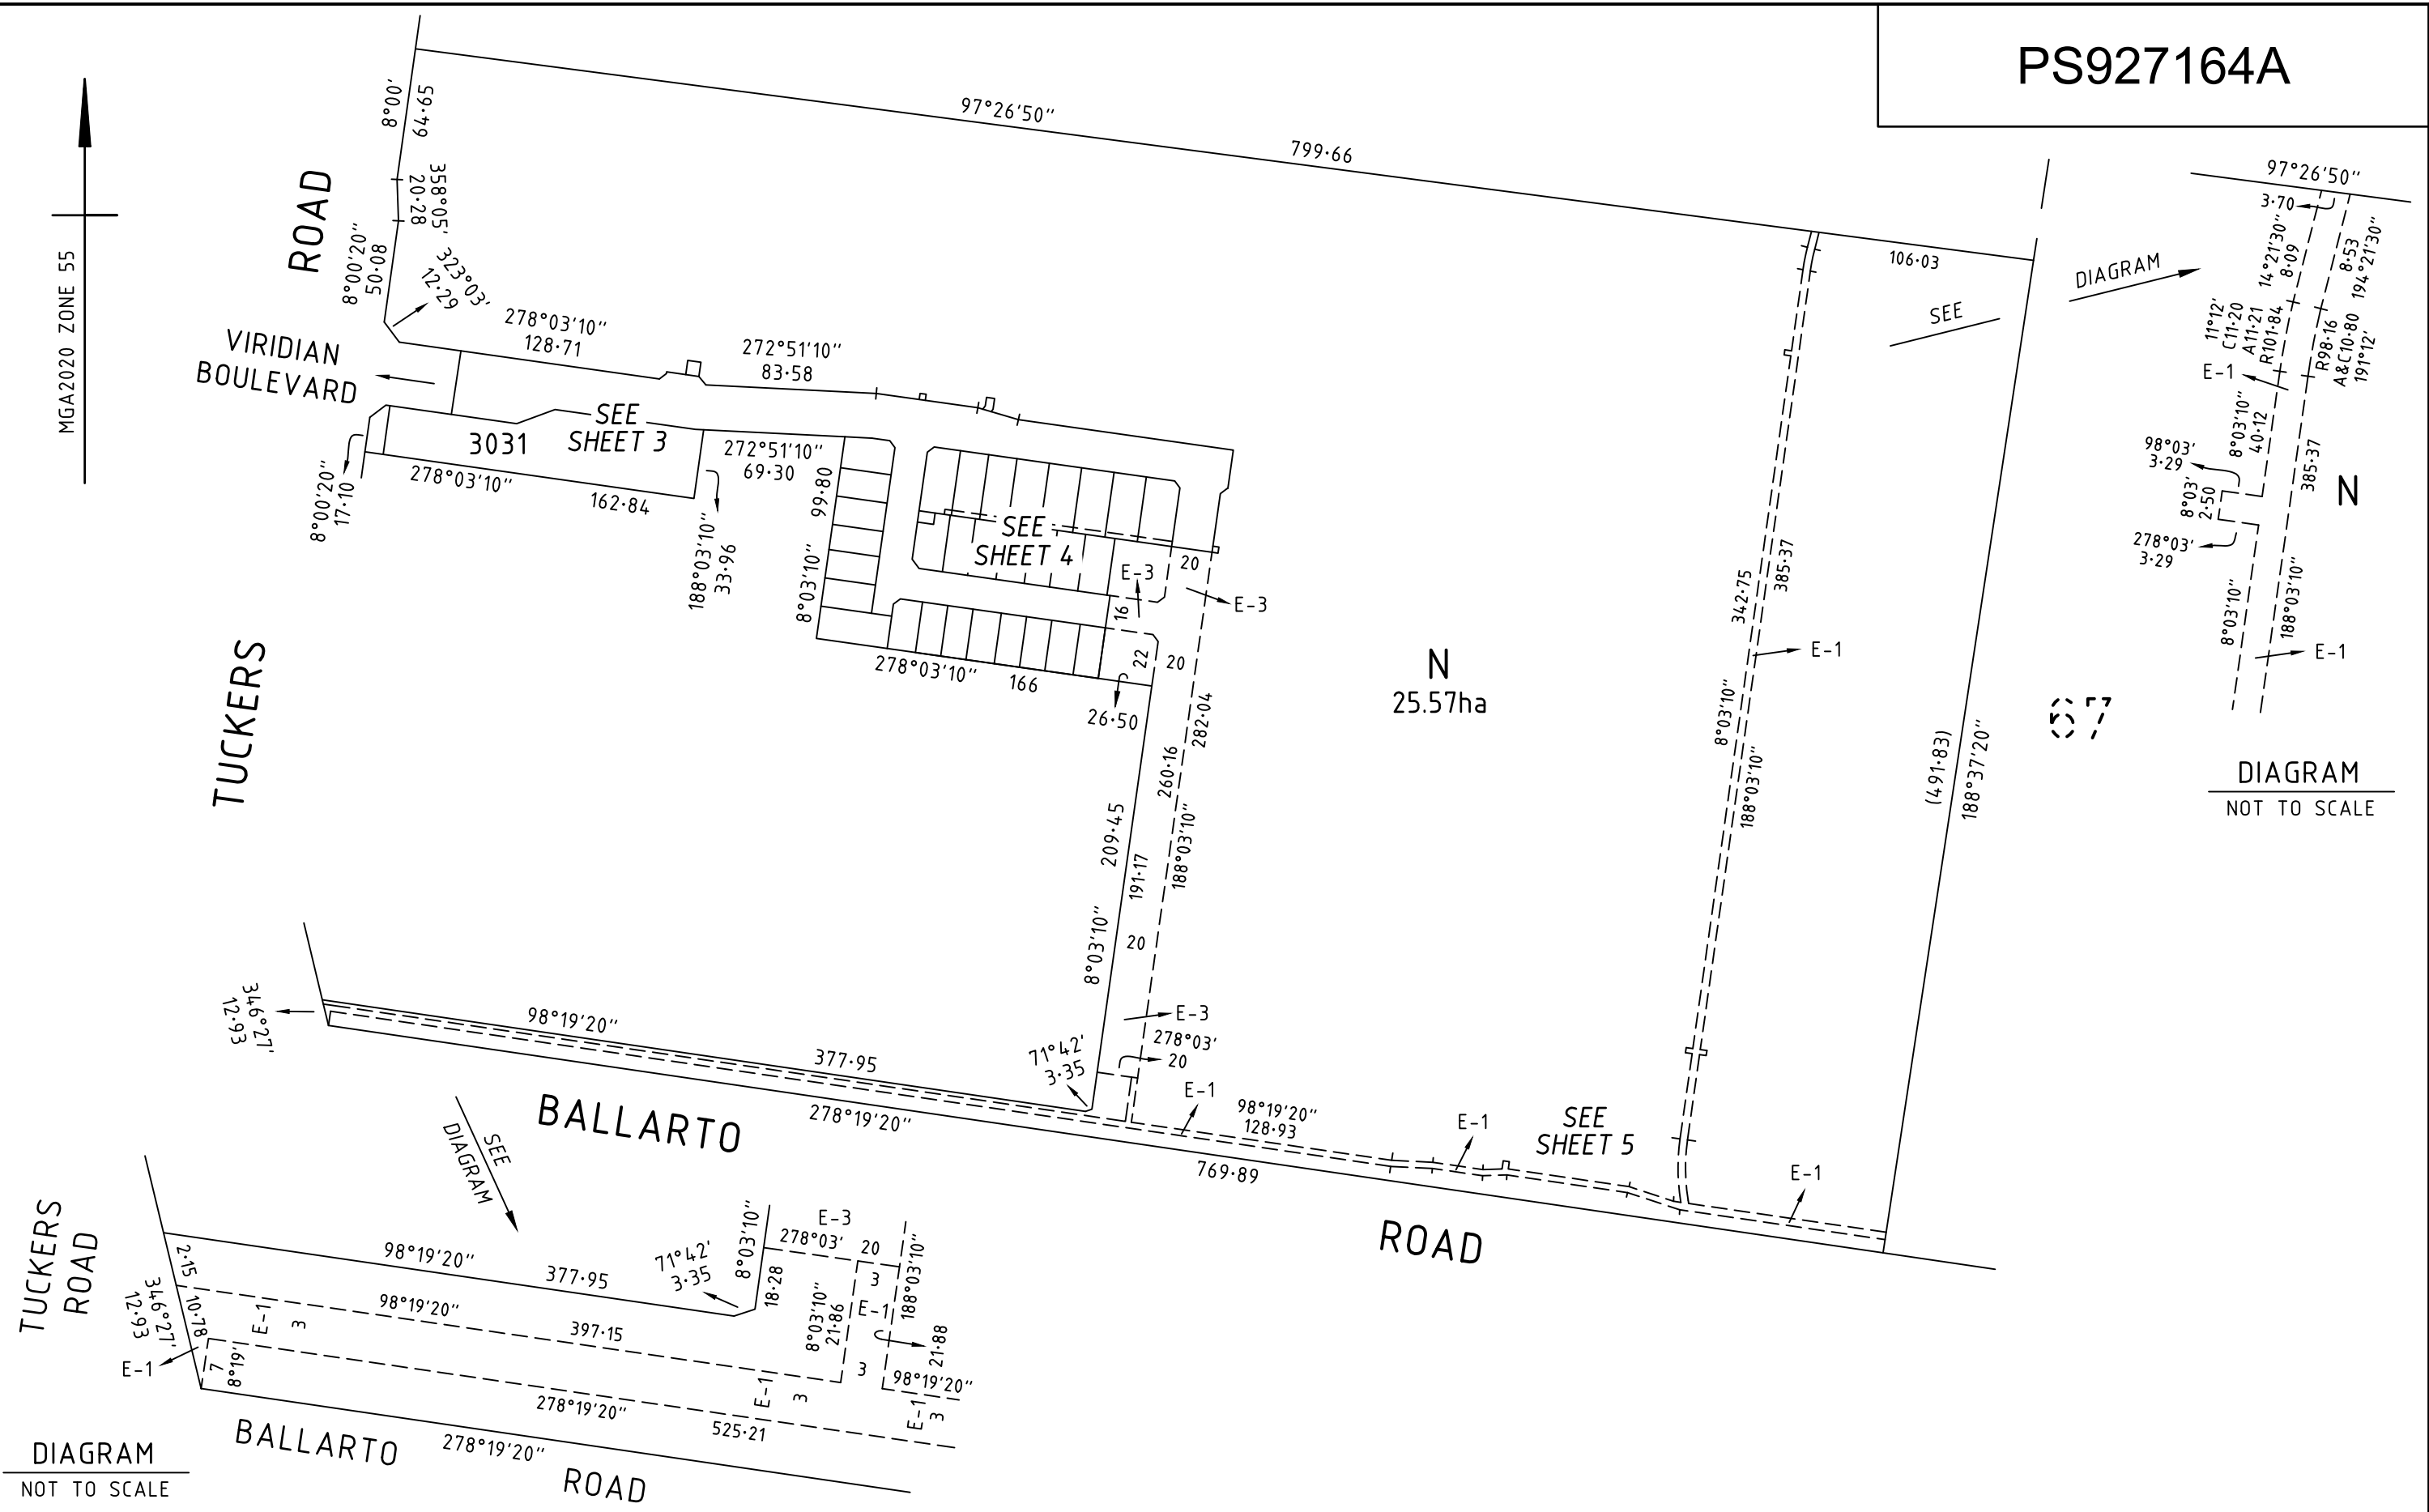 PS927164A
MGA2020 ZONE 55
8°00'
64·65
358°05'
20·28
8°00'20''
50·08
323°03'
12·29
97°26'50''
799·66
106·03
ROAD
VIRIDIAN
BOULEVARD
278°03'10''
128·71
272°51'10''
83·58
SEE
SHEET 3
3031
278°03'10''
162·84
8°00'20''
17·10
272°51'10''
69·30
188°03'10''
33·96
99·80
8°03'10''
SEE
SHEET 4
E-3
20
E-3
16
22
20
278°03'10''
166
26·50
TUCKERS
N
25.57ha
282·04
260·16
188°03'10''
209·45
191·17
8°03'10''
20
E-3
278°03'
20
71°42'
3·35
342·75
385·37
E-1
8°03'10''
188°03'10''
(491·83)
188°37'20''
67
SEE
DIAGRAM
97°26'50''
3·70
14°21'30''
8·09
8·53
194°21'30''
11°12'
C11·20
A11·21
R101·84
R98·16
A&C10·80
191°12'
E-1
8°03'10''
40·12
385·37
N
98°03'
3·29
8°03'
2·50
278°03'
3·29
8°03'10''
188°03'10''
E-1
DIAGRAM
NOT TO SCALE
346°27'
12·93
98°19'20''
377·95
278°19'20''
769·89
E-1
98°19'20''
128·93
E-1
SEE
SHEET 5
E-1
BALLARTO
ROAD
SEE
DIAGRAM
TUCKERS
ROAD
2·15
346°27'
12·93
10·78
98°19'20''
377·95
71°42'
3·35
8°03'10''
18·28
E-3
278°03'
20
3
188°03'10''
8°03'10''
21·86
E-1
21·88
3
98°19'20''
E-1
3
E-1
3
98°19'20''
397·15
E-1
7
8°19'
E-1
3
278°19'20''
525·21
BALLARTO
278°19'20''
ROAD
DIAGRAM
NOT TO SCALE